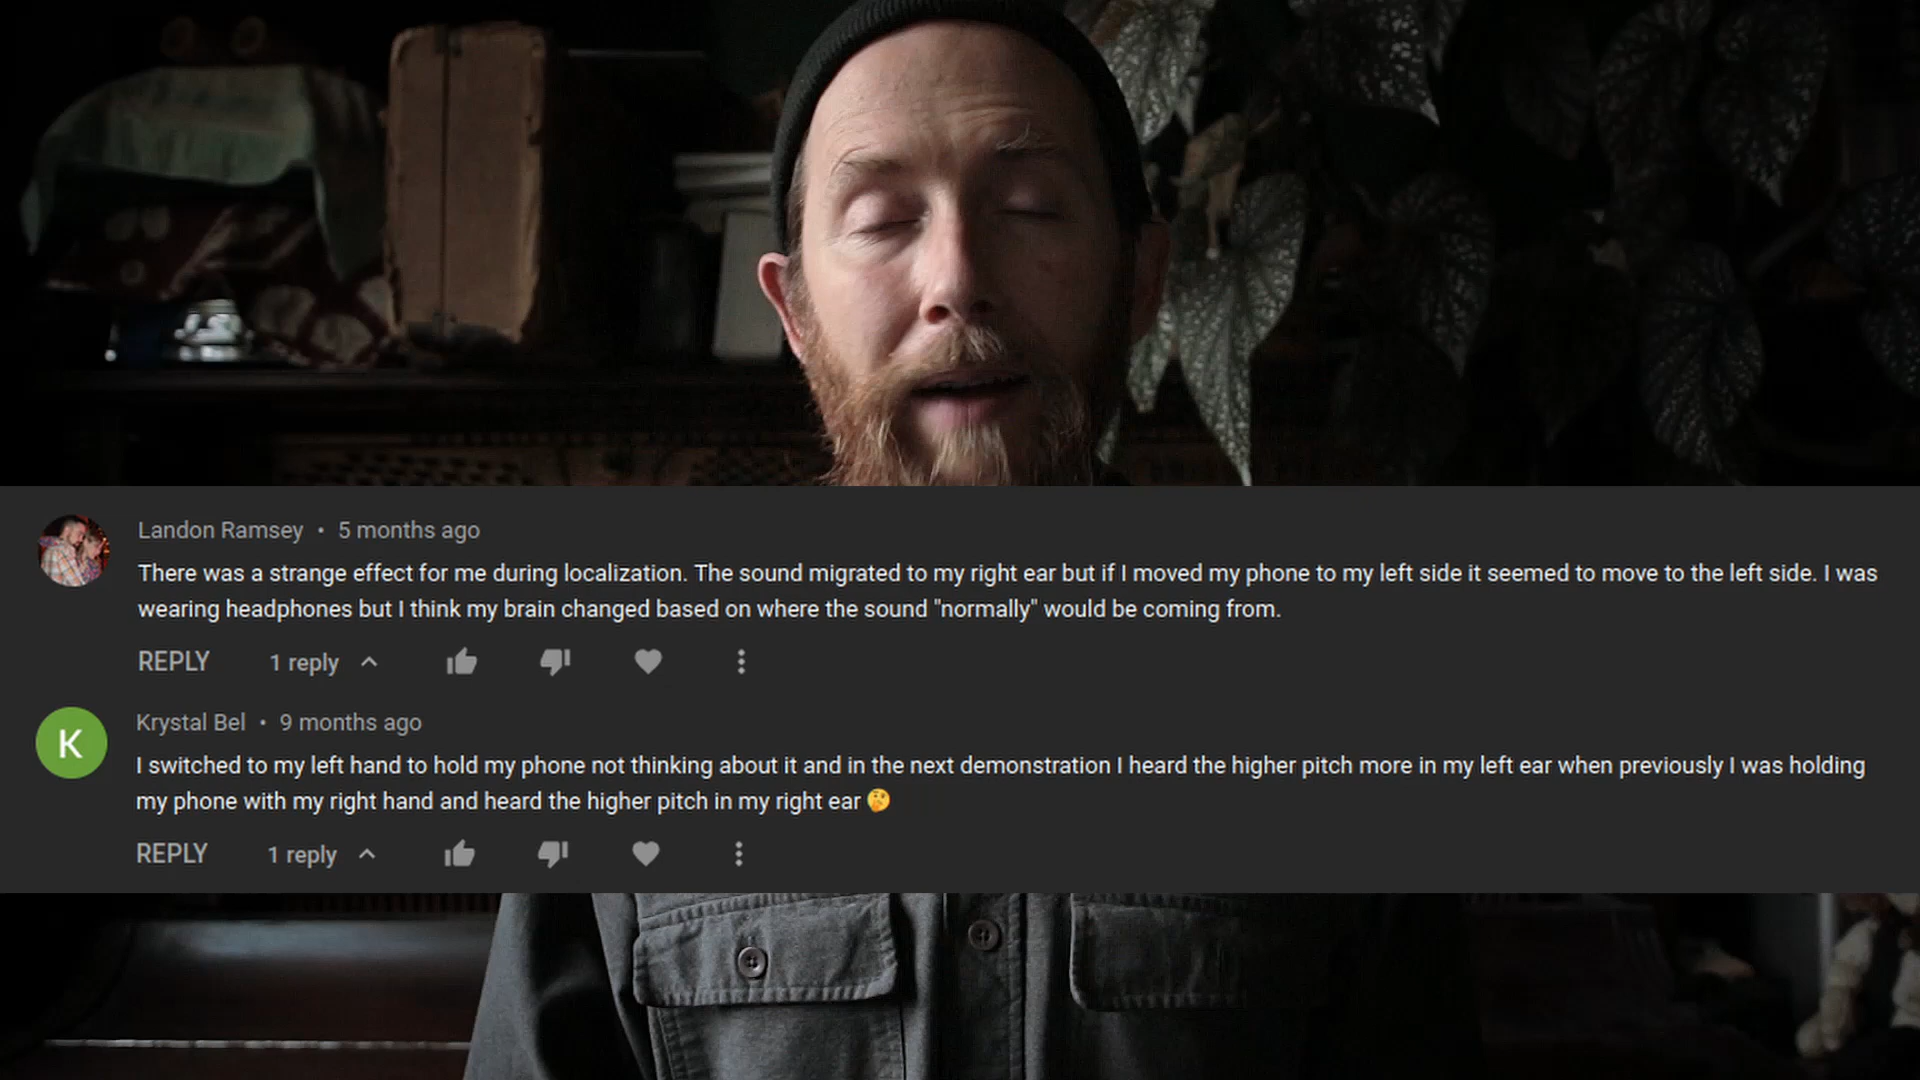 Landon Ramsey • 5 months ago
There was a strange effect for me during localization. The sound migrated to my right ear but if I moved my phone to my left side it seemed to move to the left side. I was
wearing headphones but I think my brain changed based on where the sound "normally" would be coming from.
REPLY 1 reply
K
Krystal Bel • 9 months ago
I switched to my left hand to hold my phone not thinking about it and in the next demonstration I heard the higher pitch more in my left ear when previously I was holding
my phone with my right hand and heard the higher pitch in my right ear 🤔
REPLY 1 reply